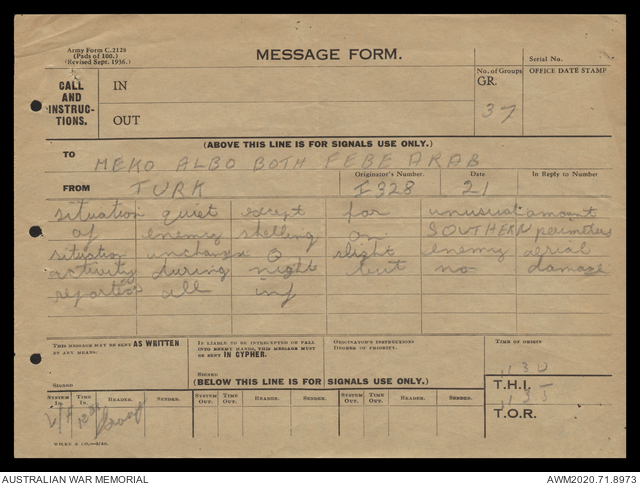 Army Form C.2128
(Pads of 100.)
(Revised Sept. 1936.)
MESSAGE FORM.
Serial No.
CALL AND INSTRUC-TIONS.
IN
OUT
No. of Groups
GR.
37
OFFICE DATE STAMP
(ABOVE THIS LINE IS FOR SIGNALS USE ONLY.)
TO MEKO ALBO BOTH FEBE ARAB
FROM TURK
Originator's Number. I328
Date 21
In Reply to Number
situation quiet except for unusual amount
of enemy shelling on SOUTHERN perimeter
situation unchanged slight enemy aerial
activity during night but no damage
reported all inf
THIS MESSAGE MAY BE SENT AS WRITTEN
AT ANY MEANS:
SIGNED
IF LIABLE TO BE INTERCEPTED OR FALL
INTO ENEMY HANDS, THIS MESSAGE MUST
BE SENT IN CYPHER.
SIGNED
ORIGINATOR'S INSTRUCTIONS
DEGREE OF PRIORITY.
TIME OF ORIGIN
1130
T.H.I.
1135
T.O.R.
(BELOW THIS LINE IS FOR SIGNALS USE ONLY.)
SYSTEM IN. TIME IN. READER. SENDER. SYSTEM OUT. TIME OUT. READER. SENDER. SYSTEM OUT. TIME OUT. READER. SENDER.
AUSTRALIAN WAR MEMORIAL
AWM2020.71.8973